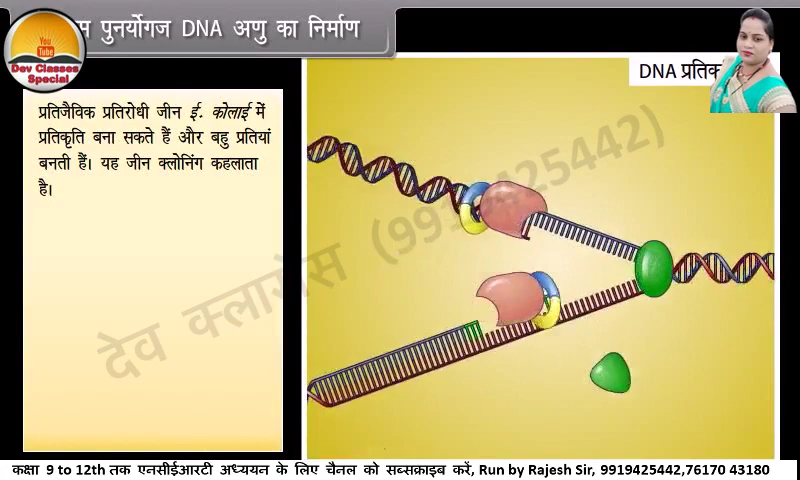 म पुनर्योगज DNA अणु का निर्माण
You
Tube
Dev Classes
Special
DNA प्रतिक
प्रतिजैविक प्रतिरोधी जीन ई. कोलाई में
प्रतिकृति बना सकते हैं और बहु प्रतियां
बनती हैं। यह जीन क्लोनिंग कहलाता
है।
देव क्लासेस (9919425442)
कक्षा 9 to 12th तक एनसीईआरटी अध्ययन के लिए चैनल को सब्सक्राइब करें, Run by Rajesh Sir, 9919425442,76170 43180